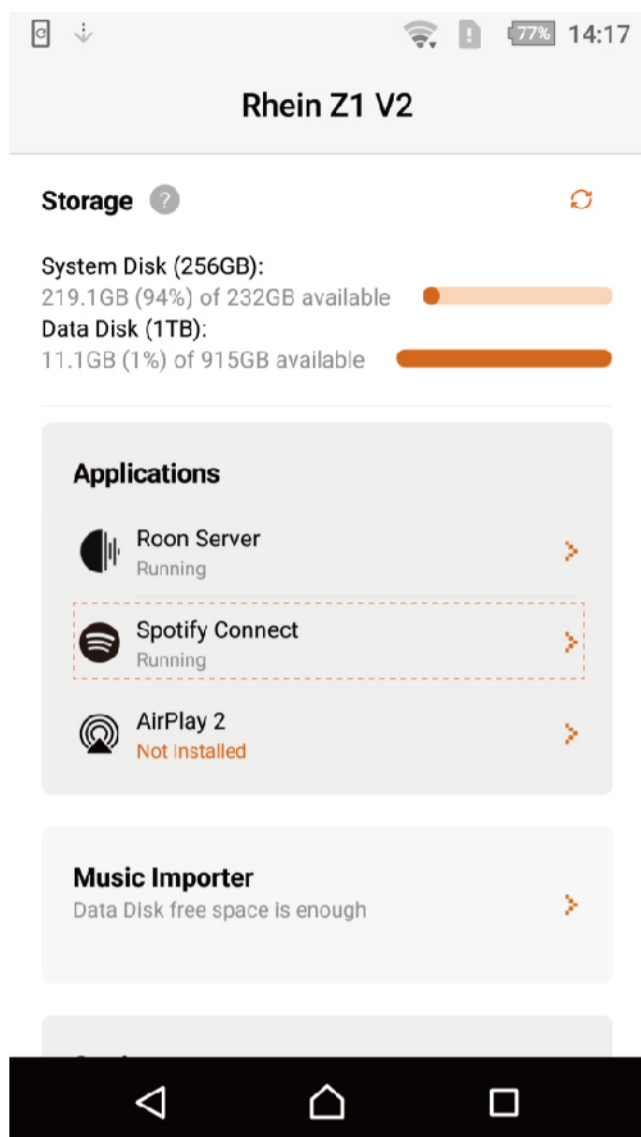 77% 14:17
Rhein Z1 V2
Storage ?
System Disk (256GB):
219.1GB (94%) of 232GB available
Data Disk (1TB):
11.1GB (1%) of 915GB available
Applications
Roon Server
Running
Spotify Connect
Running
AirPlay 2
Not Installed
Music Importer
Data Disk free space is enough